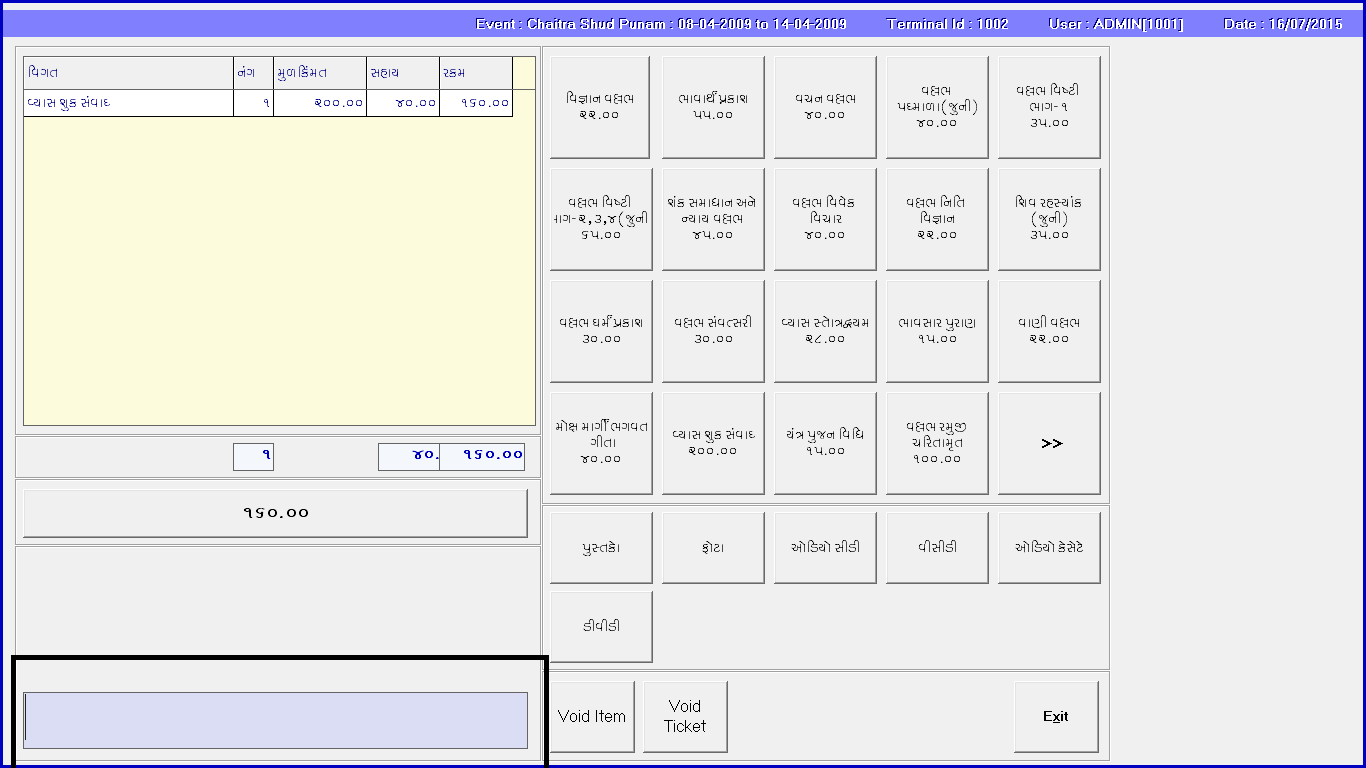 Event : Chaitra Shud Punam : 08-04-2009 to 14-04-2009 Terminal Id : 1002 User : ADMIN[1001] Date : 16/07/2015
વિગત નંગ મુળ કિંમત સહાય રકમ
વ્યાસ શુક સંવાદ ૧ ૨૦૦.૦૦ ૪૦.૦૦ ૧૬૦.૦૦
૧ ૪૦. ૧૬૦.૦૦
૧૬૦.૦૦
વિજ્ઞાન વલ્લભ
૨૨.૦૦
ભાવાર્થ પ્રકાશ
૫૫.૦૦
વચન વલ્લભ
૪૦.૦૦
વલ્લભ
પદ્યમાળા(જુની)
૪૦.૦૦
વલ્લભ વિષ્ટી
ભાગ-૧
૩૫.૦૦
વલ્લભ વિષ્ટી
ભાગ-૨,૩,૪(જુની
૬૫.૦૦
શંક સમાધાન અને
ન્યાય વલ્લભ
૪૫.૦૦
વલ્લભ વિવેક
વિચાર
૪૦.૦૦
વલ્લભ નિતિ
વિજ્ઞાન
૨૨.૦૦
શિવ રહસ્યાંક
(જુની)
૩૫.૦૦
વલ્લભ ધર્મ પ્રકાશ
૩૦.૦૦
વલ્લભ સંવત્સરી
૩૦.૦૦
વ્યાસ સ્તોત્રદ્વયમ
૨૮.૦૦
ભાવસાર પુરાણ
૧૫.૦૦
વાણી વલ્લભ
૨૨.૦૦
મોક્ષ માર્ગી ભગવત
ગીતા
૪૦.૦૦
વ્યાસ શુક સંવાદ
૨૦૦.૦૦
યંત્ર પુજન વિધિ
૧૫.૦૦
વલ્લભ રમુજી
ચરિતામૃત
૧૦૦.૦૦
>>
પુસ્તકો
ફોટા
ઓડિયો સીડી
વીસીડી
ઓડિયો કેસેટ
ડીવીડી
Void Item
Void
Ticket
Exit